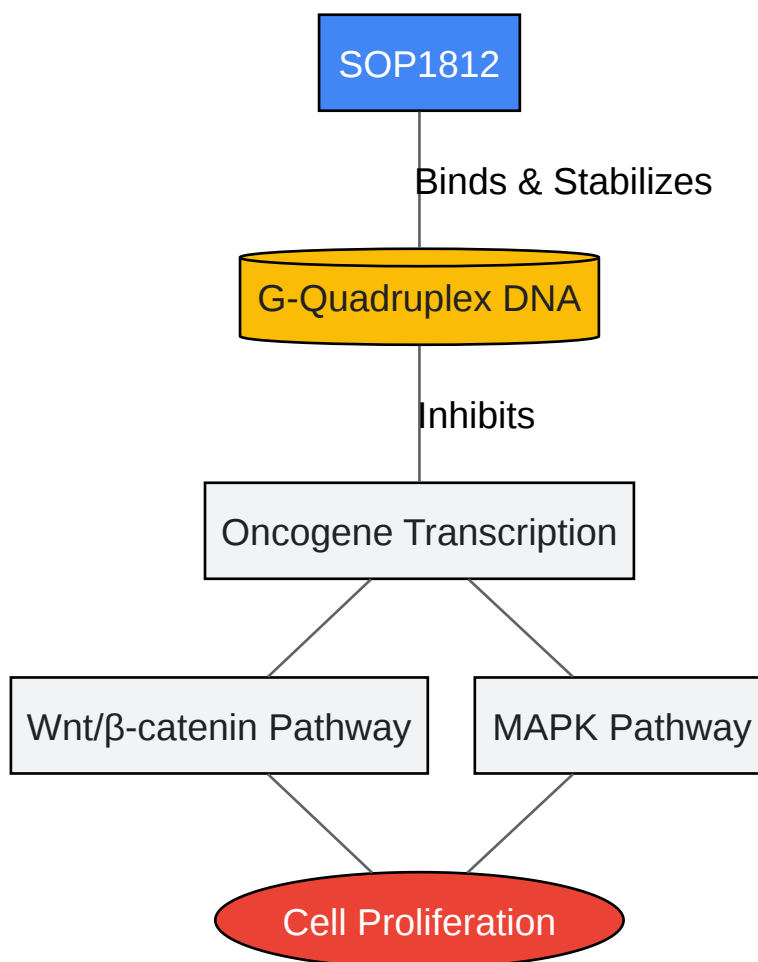 SOP1812
Binds & Stabilizes
G-Quadruplex DNA
Inhibits
Oncogene Transcription
Wnt/β-catenin Pathway
MAPK Pathway
Cell Proliferation